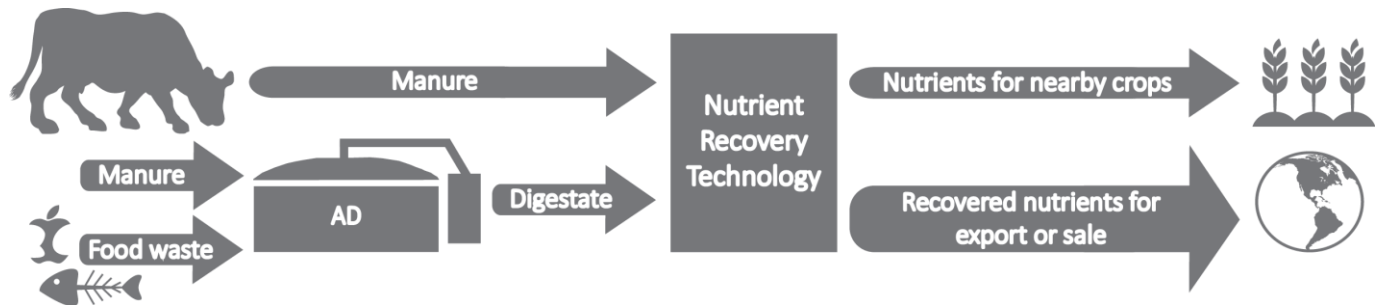 Manure
Nutrients for nearby crops
Nutrient
Recovery
Technology
Manure
AD
Digestate
Food waste
Recovered nutrients for
export or sale